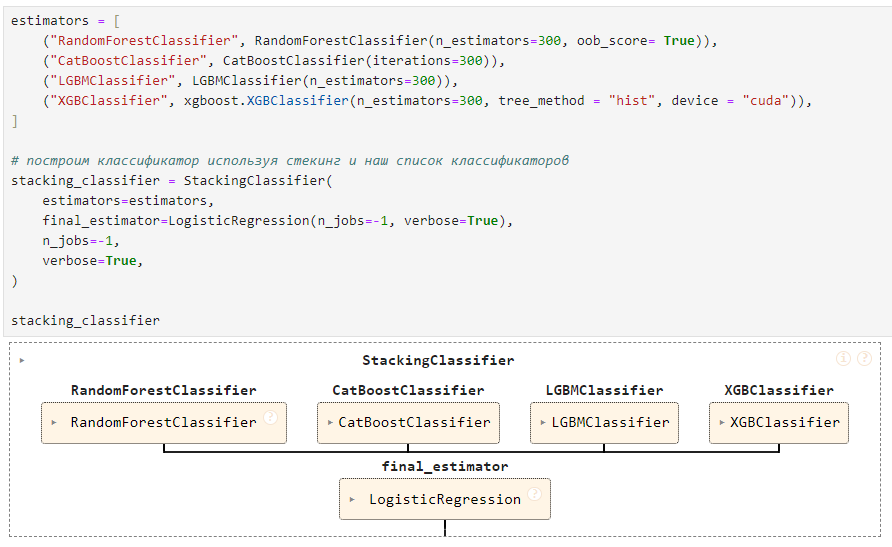 estimators = [
    ("RandomForestClassifier", RandomForestClassifier(n_estimators=300, oob_score= True)),
    ("CatBoostClassifier", CatBoostClassifier(iterations=300)),
    ("LGBMClassifier", LGBMClassifier(n_estimators=300)),
    ("XGBClassifier", xgboost.XGBClassifier(n_estimators=300, tree_method = "hist", device = "cuda")),
]
# построим классификатор используя стекинг и наш список классификаторов
stacking_classifier = StackingClassifier(
    estimators=estimators,
    final_estimator=LogisticRegression(n_jobs=-1, verbose=True),
    n_jobs=-1,
    verbose=True,
)
stacking_classifier
▸ StackingClassifier i ?
RandomForestClassifier CatBoostClassifier LGBMClassifier XGBClassifier
▸ RandomForestClassifier ? ▸ CatBoostClassifier ▸ LGBMClassifier ▸ XGBClassifier
final_estimator
▸ LogisticRegression ?